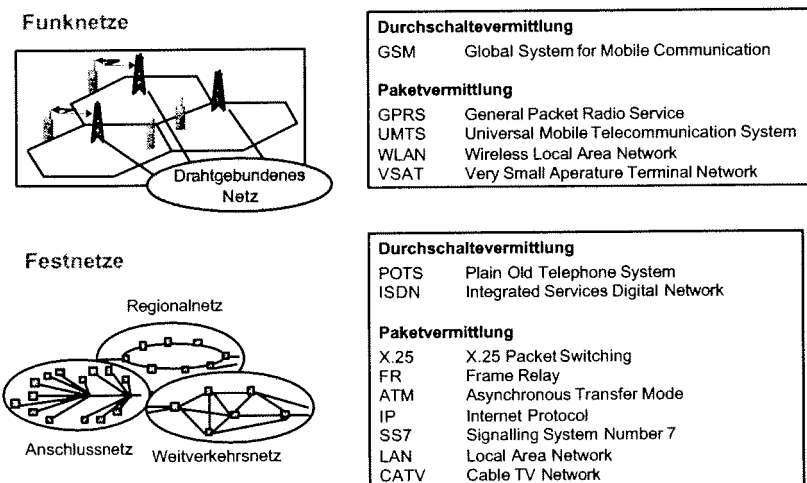 Funknetze
Drahtgebundenes
Netz
Durchschaltevermittlung
GSM Global System for Mobile Communication
Paketvermittlung
GPRS General Packet Radio Service
UMTS Universal Mobile Telecommunication System
WLAN Wireless Local Area Network
VSAT Very Small Aperature Terminal Network
Festnetze
Regionalnetz
Anschlussnetz
Weitverkehrsnetz
Durchschaltevermittlung
POTS Plain Old Telephone System
ISDN Integrated Services Digital Network
Paketvermittlung
X.25 X.25 Packet Switching
FR Frame Relay
ATM Asynchronous Transfer Mode
IP Internet Protocol
SS7 Signalling System Number 7
LAN Local Area Network
CATV Cable TV Network